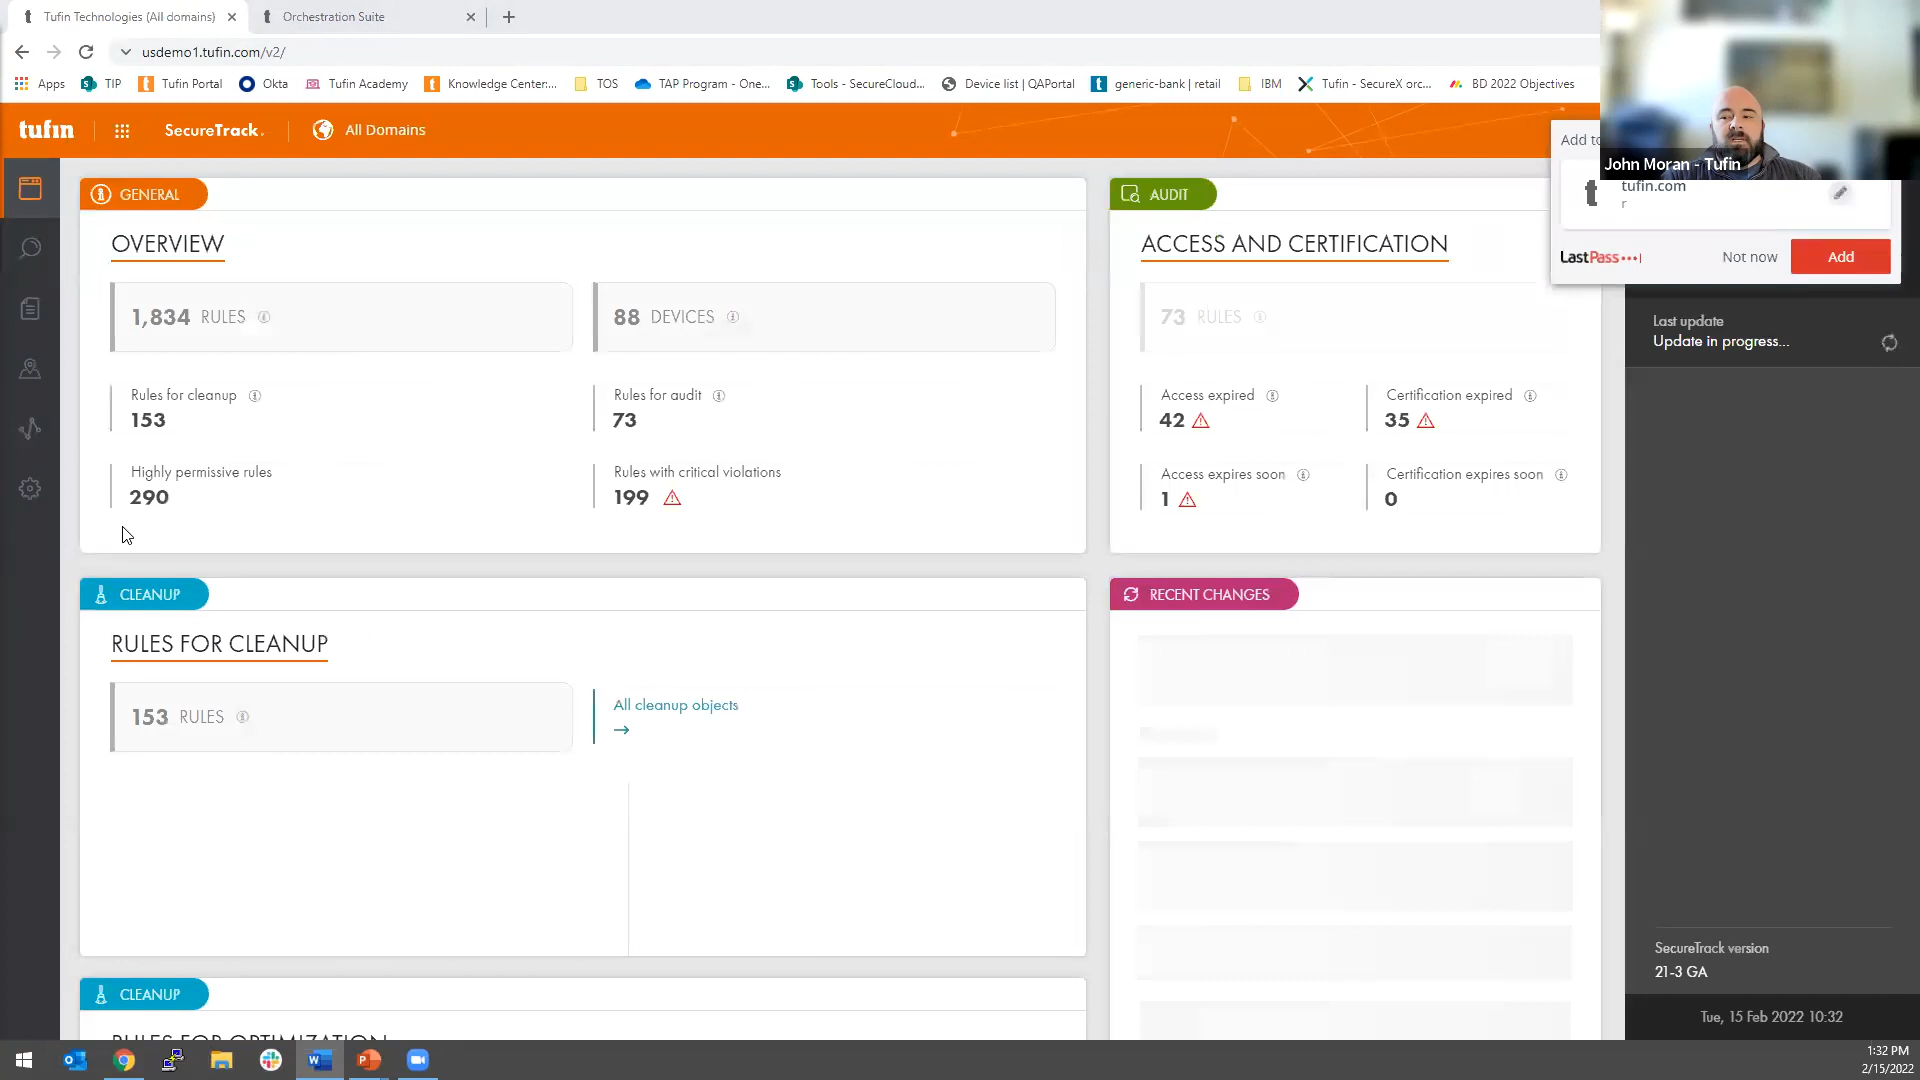 Tufin Technologies (All domains)
Orchestration Suite
usdemo1.tufin.com/v2/
Apps
TIP
Tufin Portal
Okta
Tufin Academy
Knowledge Center:...
TOS
TAP Program - One...
Tools - SecureCloud...
Device list | QAPortal
generic-bank | retail
IBM
Tufin - SecureX orc...
BD 2022 Objectives
tufin
SecureTrack.
All Domains
John Moran - Tufin
Add to
tufin.com
r
LastPass
Not now
Add
GENERAL
OVERVIEW
1,834 RULES
88 DEVICES
Rules for cleanup
153
Rules for audit
73
Highly permissive rules
290
Rules with critical violations
199
AUDIT
ACCESS AND CERTIFICATION
73 RULES
Access expired
42
Certification expired
35
Access expires soon
1
Certification expires soon
0
Last update
Update in progress...
CLEANUP
RULES FOR CLEANUP
153 RULES
All cleanup objects
RECENT CHANGES
CLEANUP
RULES FOR OPTIMIZATION
SecureTrack version
21-3 GA
Tue, 15 Feb 2022 10:32
1:32 PM
2/15/2022